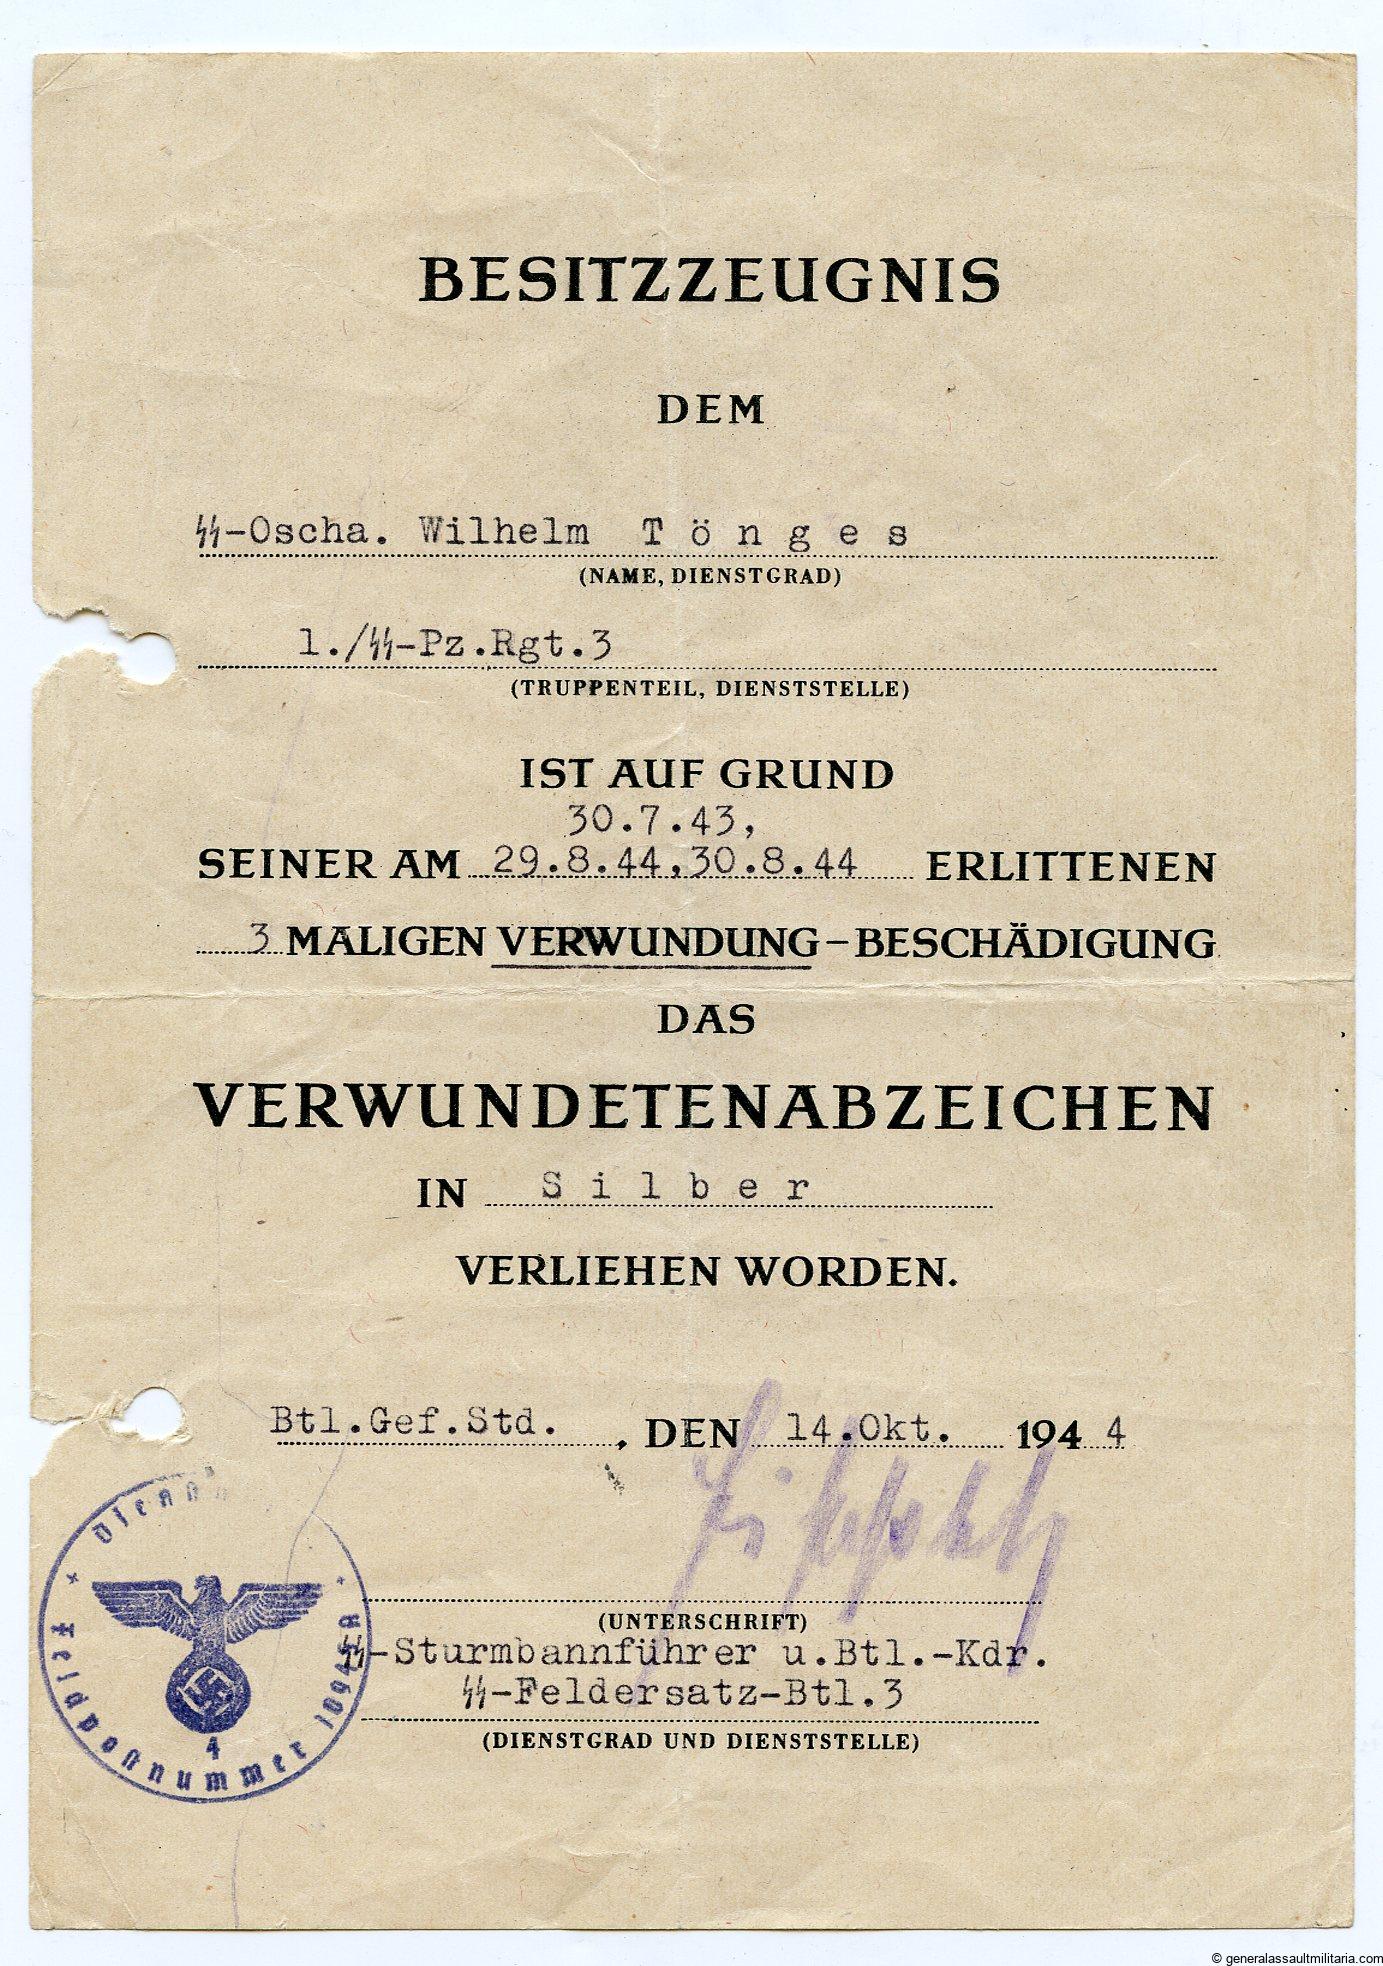 BESITZZEUGNIS
DEM
ᛋᛋ-Oscha. Wilhelm T ö n g e s
(NAME, DIENSTGRAD)
1./ᛋᛋ-Pz.Rgt.3
(TRUPPENTEIL, DIENSTSTELLE)
IST AUF GRUND
30.7.43,
SEINER AM 29.8.44,30.8.44 ERLITTENEN
3 MALIGEN VERWUNDUNG-BESCHÄDIGUNG
DAS
VERWUNDETENABZEICHEN
IN S i l b e r
VERLIEHEN WORDEN.
Btl.Gef.Std. , DEN 14.Okt. 1944
(UNTERSCHRIFT)
ᛋᛋ-Sturmbannführer u.Btl.-Kdr.
ᛋᛋ-Feldersatz-Btl.3
(DIENSTGRAD UND DIENSTSTELLE)
Feldpostnummer
4
© generalassaultmilitaria.com